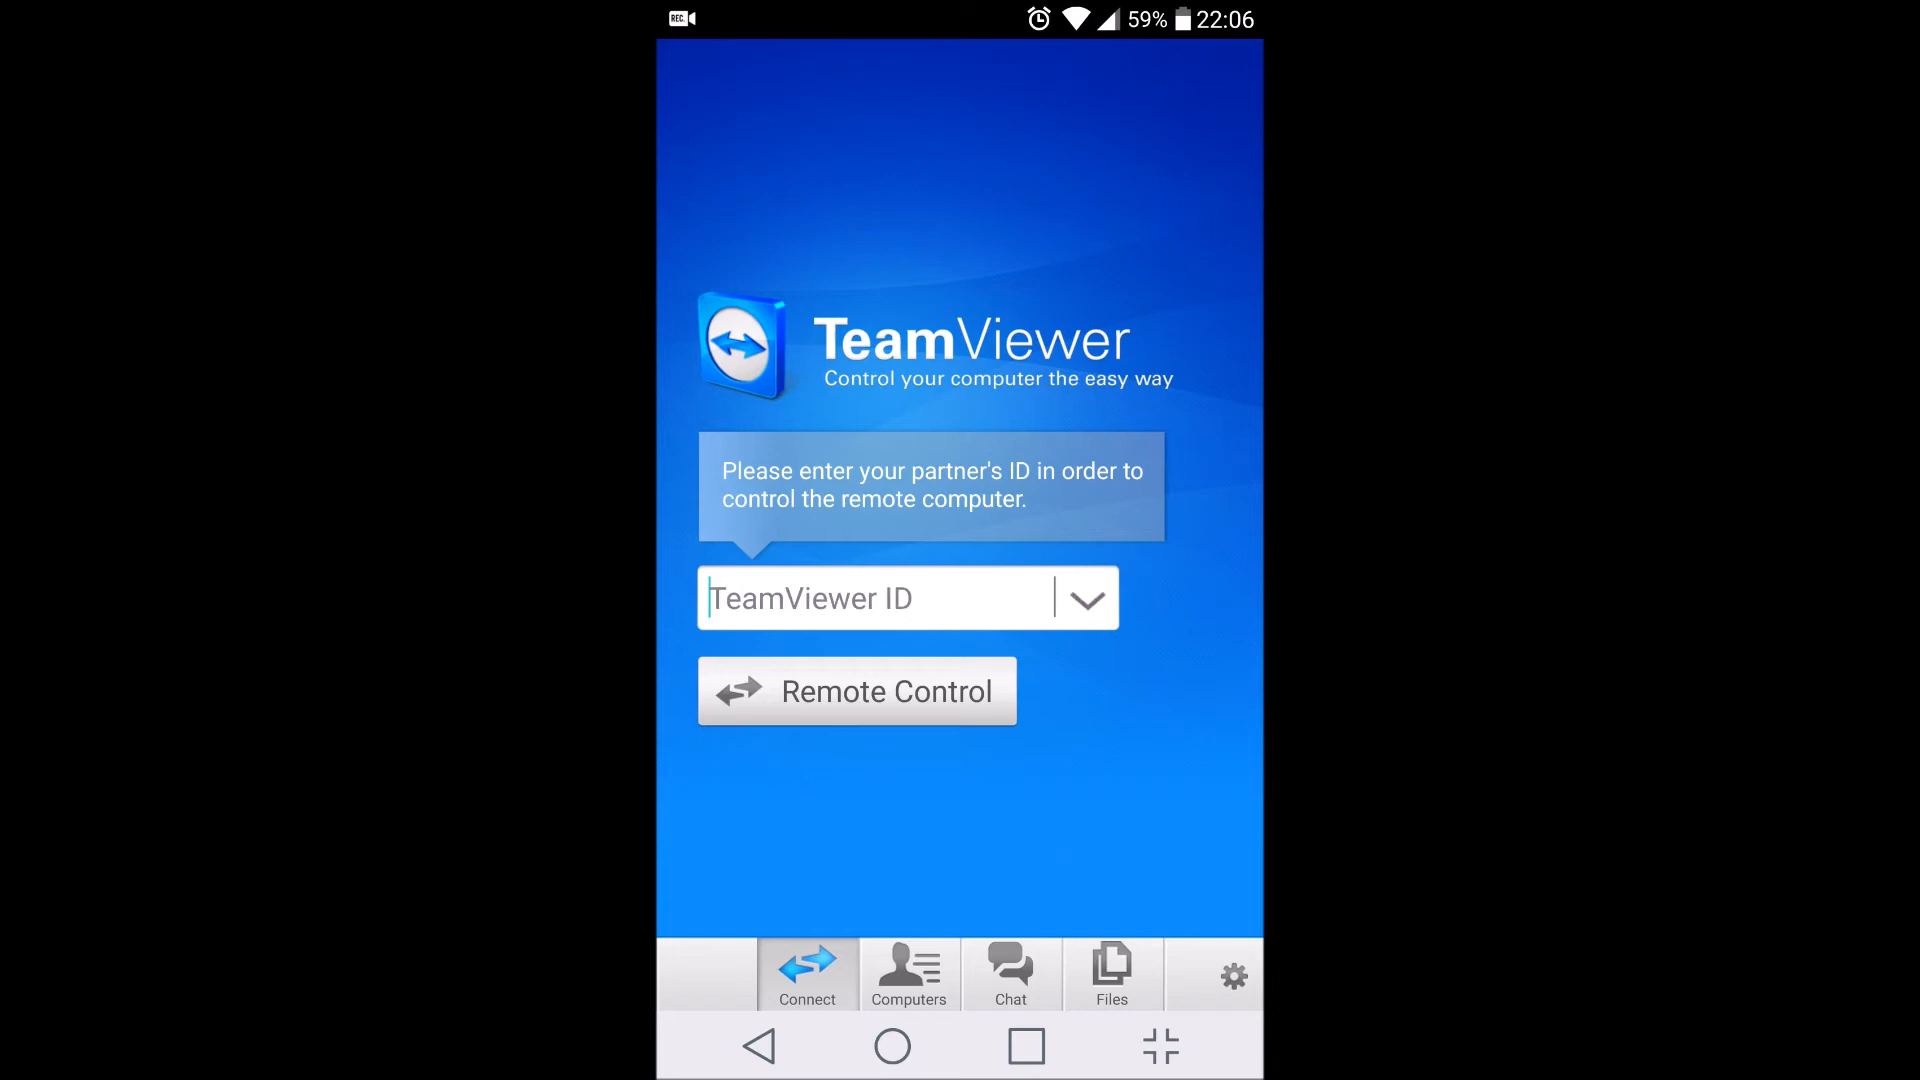 REC.
59% 22:06
TeamViewer
Control your computer the easy way
Please enter your partner's ID in order to
control the remote computer.
TeamViewer ID
Remote Control
Connect Computers Chat Files